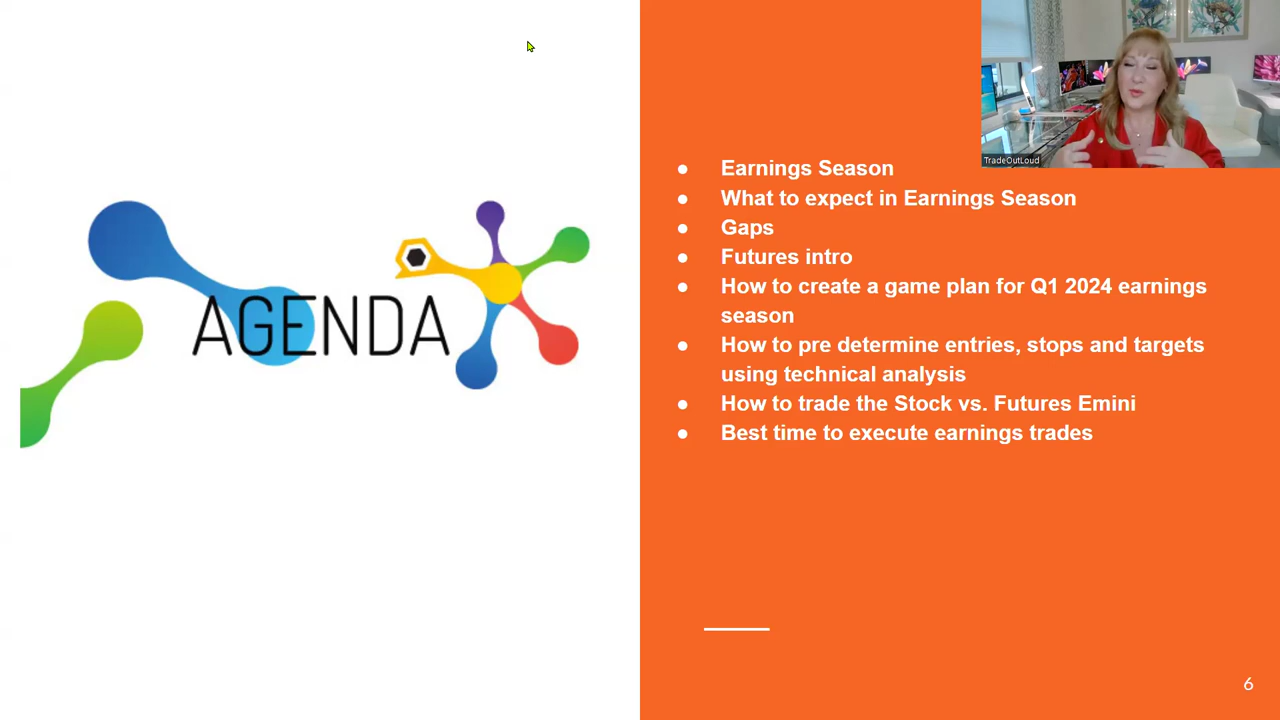 AGENDA
TradeOutLoud
● Earnings Season
● What to expect in Earnings Season
● Gaps
● Futures intro
● How to create a game plan for Q1 2024 earnings
season
● How to pre determine entries, stops and targets
using technical analysis
● How to trade the Stock vs. Futures Emini
● Best time to execute earnings trades
6